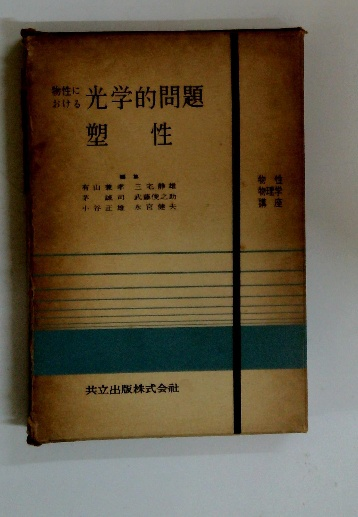 物性に
おける 光学的問題
塑性
編集
有山兼孝 三宅静雄
茅誠司 武藤俊之助
小谷正雄 永宮健夫
物性
物理学
講座
共立出版株式会社